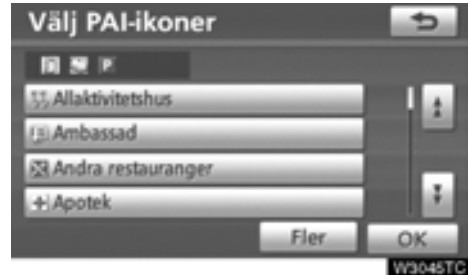 Välj PAI-ikoner
P
Allaktivitetshus
Ambassad
Andra restauranger
Apotek
Fler
OK
W3045TC